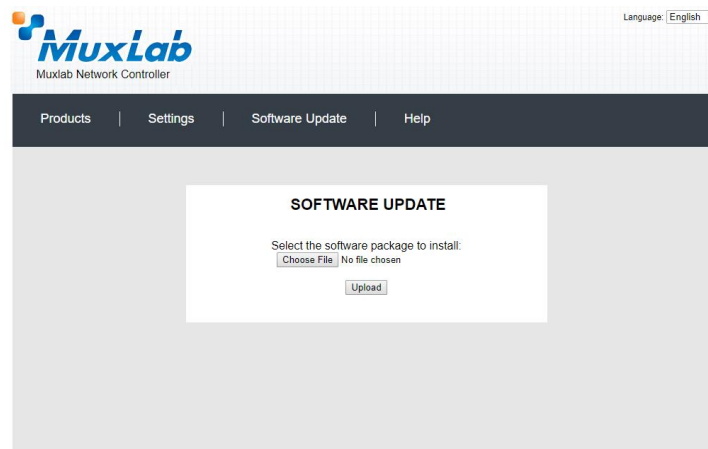 Language: English
MuxLab
Muxlab Network Controller
Products | Settings | Software Update | Help
SOFTWARE UPDATE
Select the software package to install:
Choose File No file chosen
Upload